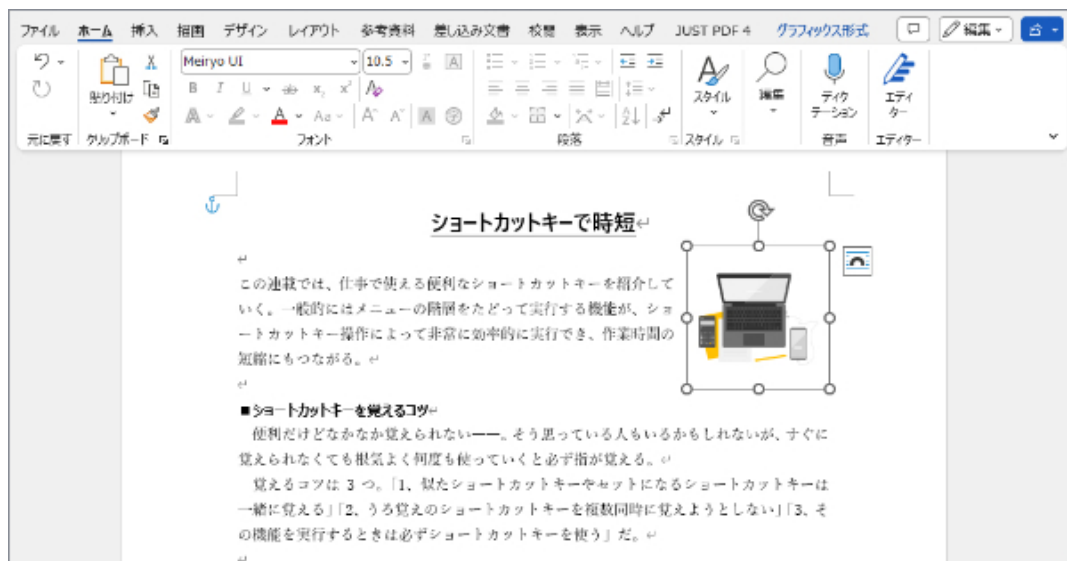 ファイル ホーム 挿入 描画 デザイン レイアウト 参考資料 差し込み文書 校閲 表示 ヘルプ JUST PDF 4 グラフィックス形式 編集
Meiryo UI 10.5 A
B I U ab x₂ x² A
A A Aa A A A
貼り付け スタイル 編集 ディクテーション エディター
元に戻す クリップボード フォント 段落 スタイル 音声 エディター
ショートカットキーで時短
この連載では、仕事で使える便利なショートカットキーを紹介して
いく。一般的にはメニューの階層をたどって実行する機能が、ショ
ートカットキー操作によって非常に効率的に実行でき、作業時間の
短縮にもつながる。
■ショートカットキーを覚えるコツ
便利だけどなかなか覚えられない――。そう思っている人もいるかもしれないが、すぐに
覚えられなくても根気よく何度も使っていくと必ず指が覚える。
覚えるコツは 3 つ。「1、似たショートカットキーやセットになるショートカットキーは
一緒に覚える」「2、うろ覚えのショートカットキーを複数同時に覚えようとしない」「3、そ
の機能を実行するときは必ずショートカットキーを使う」だ。